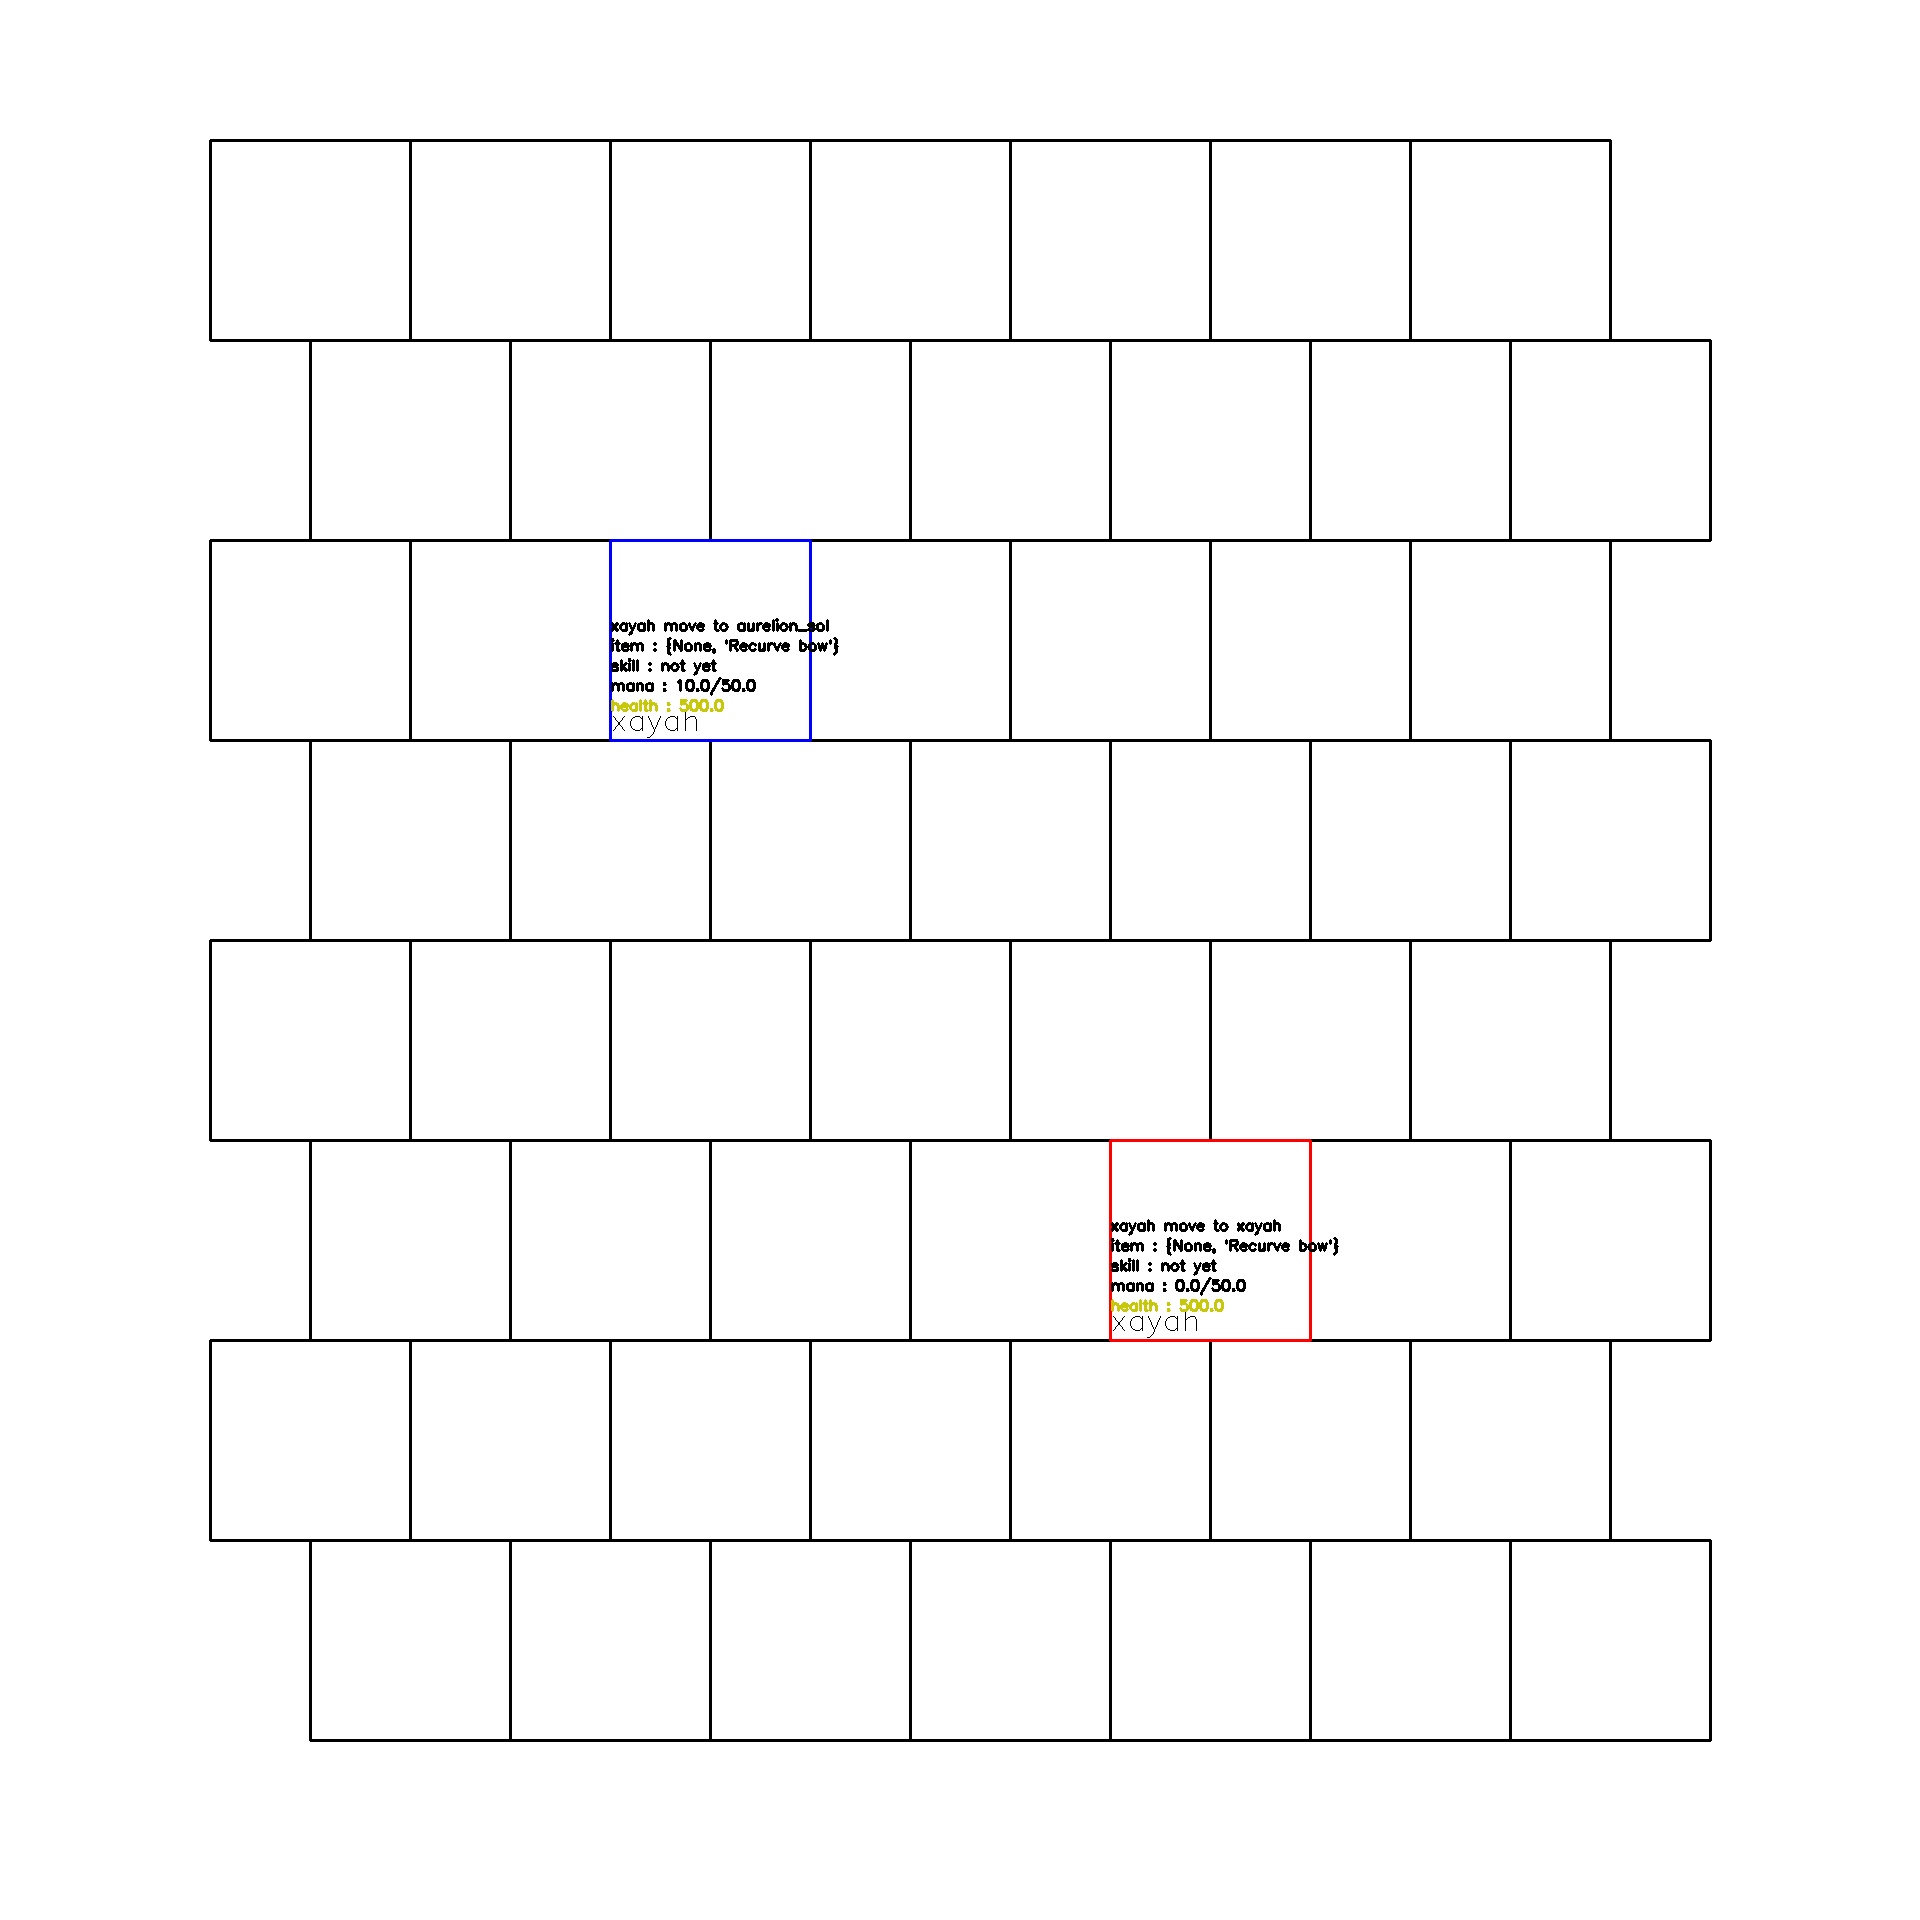 xayah move to aurelion_sol
item : {None, 'Recurve bow'}
skill : not yet
mana : 10.0/50.0
health : 500.0
xayah
xayah move to xayah
item : {None, 'Recurve bow'}
skill : not yet
mana : 0.0/50.0
health : 500.0
xayah